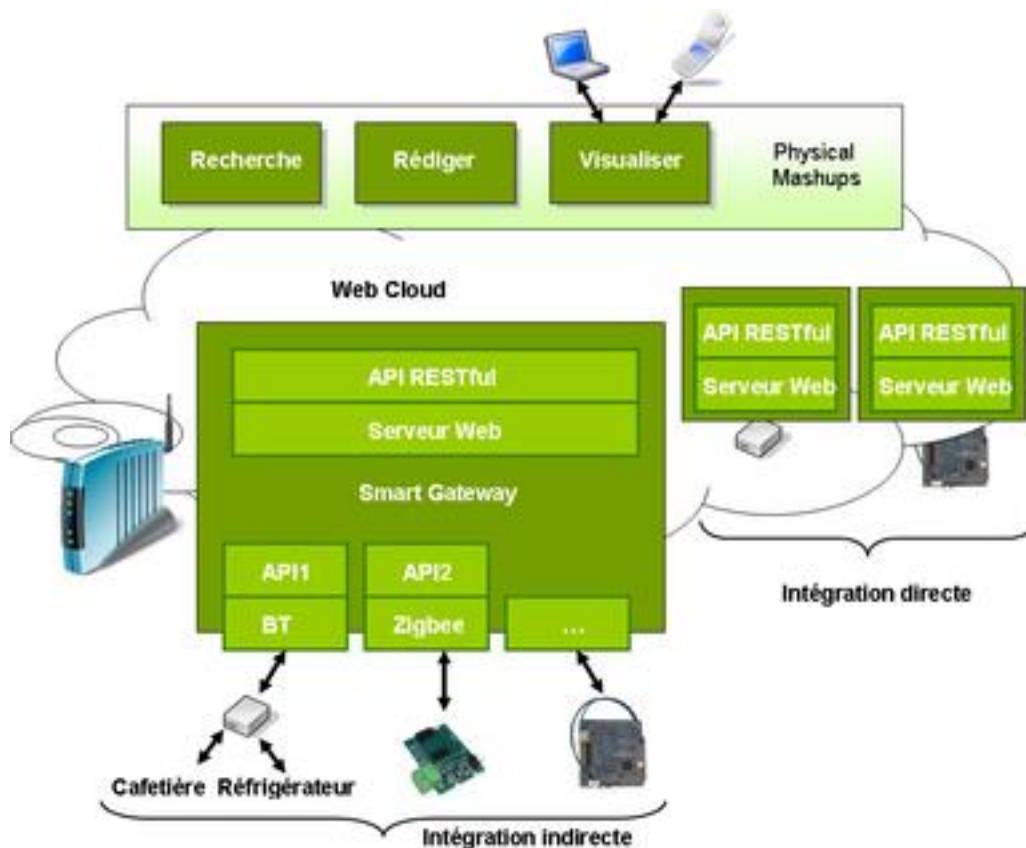 Recherche
Rédiger
Visualiser
Physical
Mashups
Web Cloud
API RESTful
Serveur Web
API RESTful
Serveur Web
API RESTful
Serveur Web
Smart Gateway
API1
BT
API2
Zigbee
...
Intégration directe
Cafetière Réfrigérateur
Intégration indirecte